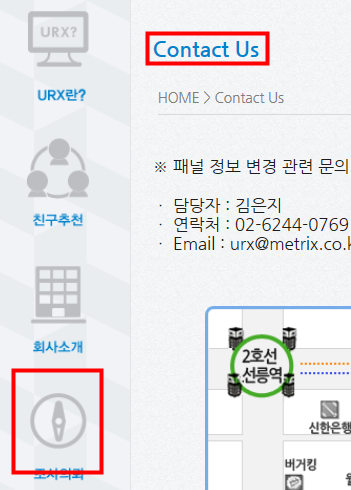 URX?
URX란?
친구추천
회사소개
조사의뢰
Contact Us
HOME > Contact Us
※ 패널 정보 변경 관련 문의
· 담당자 : 김은지
· 연락처 : 02-6244-0769
· Email : urx@metrix.co.k
2호선
선릉역
신한은행
버거킹